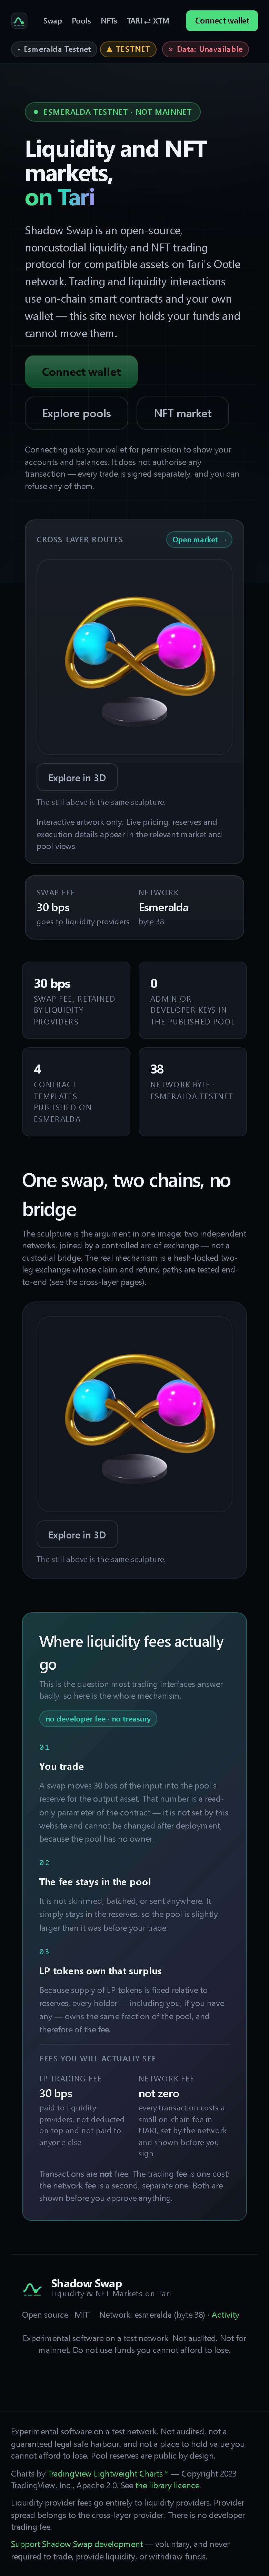 Swap Pools NFTs TARI ⇄ XTM Connect wallet
• Esmeralda Testnet ▲ TESTNET × Data: Unavailable
ESMERALDA TESTNET · NOT MAINNET
Liquidity and NFT
markets,
on Tari
Shadow Swap is an open-source,
noncustodial liquidity and NFT trading
protocol for compatible assets on Tari's Ootle
network. Trading and liquidity interactions
use on-chain smart contracts and your own
wallet — this site never holds your funds and
cannot move them.
Connect wallet
Explore pools NFT market
Connecting asks your wallet for permission to show your
accounts and balances. It does not authorise any
transaction — every trade is signed separately, and you can
refuse any of them.
CROSS-LAYER ROUTES Open market →
Explore in 3D
The still above is the same sculpture.
Interactive artwork only. Live pricing, reserves and
execution details appear in the relevant market and
pool views.
SWAP FEE NETWORK
30 bps Esmeralda
goes to liquidity providers byte 38
30 bps 0
SWAP FEE, RETAINED ADMIN OR
BY LIQUIDITY DEVELOPER KEYS IN
PROVIDERS THE PUBLISHED POOL
4 38
CONTRACT NETWORK BYTE ·
TEMPLATES ESMERALDA TESTNET
PUBLISHED ON
ESMERALDA
One swap, two chains, no
bridge
The sculpture is the argument in one image: two independent
networks, joined by a controlled arc of exchange — not a
custodial bridge. The real mechanism is a hash-locked two-
leg exchange whose claim and refund paths are tested end-
to-end (see the cross-layer pages).
Explore in 3D
The still above is the same sculpture.
Where liquidity fees actually
go
This is the question most trading interfaces answer
badly, so here is the whole mechanism.
no developer fee · no treasury
01
You trade
A swap moves 30 bps of the input into the pool's
reserve for the output asset. That number is a read-
only parameter of the contract — it is not set by this
website and cannot be changed after deployment,
because the pool has no owner.
02
The fee stays in the pool
It is not skimmed, batched, or sent anywhere. It
simply stays in the reserves, so the pool is slightly
larger than it was before your trade.
03
LP tokens own that surplus
Because supply of LP tokens is fixed relative to
reserves, every holder — including you, if you have
any — owns the same fraction of the pool, and
therefore of the fee.
FEES YOU WILL ACTUALLY SEE
LP TRADING FEE NETWORK FEE
30 bps not zero
paid to liquidity every transaction costs a
providers, not deducted small on-chain fee in
on top and not paid to tTARI, set by the network
anyone else and shown before you
sign
Transactions are not free. The trading fee is one cost;
the network fee is a second, separate one. Both are
shown before you approve anything.
Shadow Swap
Liquidity & NFT Markets on Tari
Open source · MIT Network: esmeralda (byte 38) · Activity
Experimental software on a test network. Not audited. Not for
mainnet. Do not use funds you cannot afford to lose.
Experimental software on a test network. Not audited, not a
guaranteed legal safe harbour, and not a place to hold value you
cannot afford to lose. Pool reserves are public by design.
Charts by TradingView Lightweight Charts™ — Copyright 2023
TradingView, Inc., Apache 2.0. See the library licence.
Liquidity provider fees go entirely to liquidity providers. Provider
spread belongs to the cross-layer provider. There is no developer
trading fee.
Support Shadow Swap development — voluntary, and never
required to trade, provide liquidity, or withdraw funds.